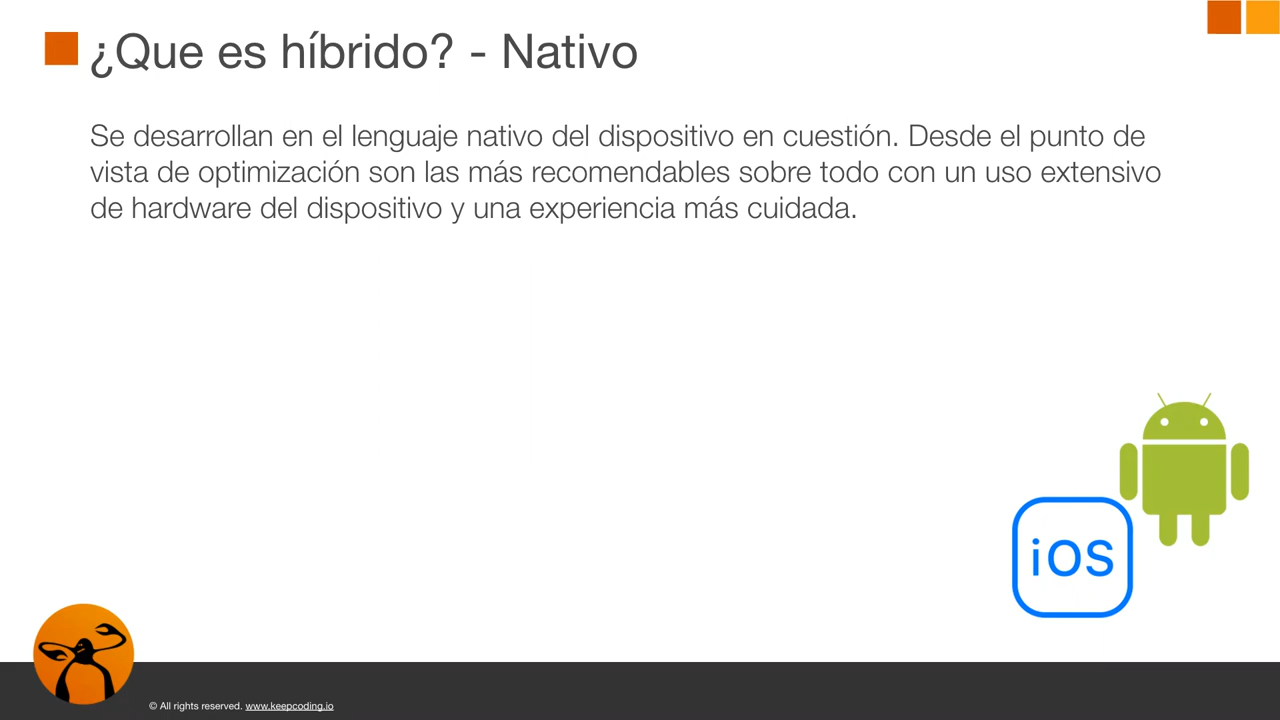 ¿Que es híbrido? - Nativo
Se desarrollan en el lenguaje nativo del dispositivo en cuestión. Desde el punto de
vista de optimización son las más recomendables sobre todo con un uso extensivo
de hardware del dispositivo y una experiencia más cuidada.
iOS
© All rights reserved. www.keepcoding.io